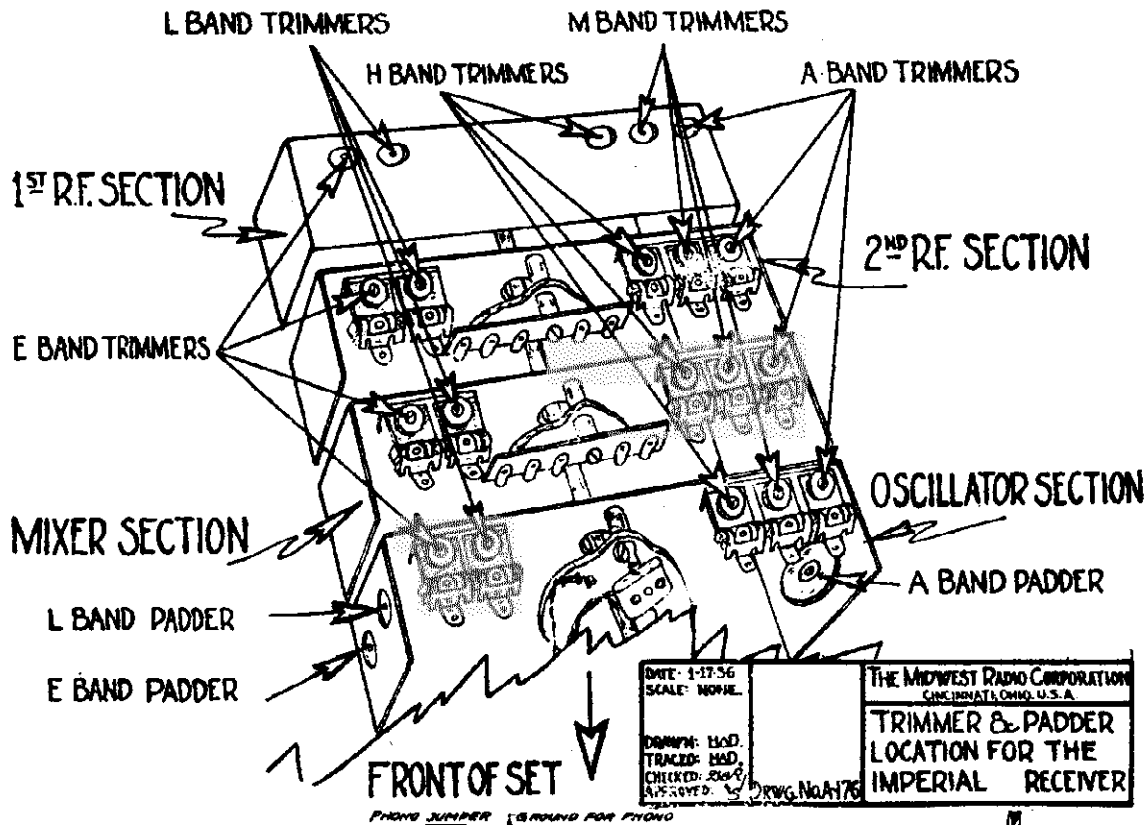 L BAND TRIMMERS
M BAND TRIMMERS
H BAND TRIMMERS
A·BAND TRIMMERS
1ST R.F. SECTION
2ND R.F. SECTION
E BAND TRIMMERS
OSCILLATOR SECTION
MIXER SECTION
A BAND PADDER
L BAND PADDER
E BAND PADDER
FRONT OF SET
DATE· 1-17-36
SCALE: NONE.
DRAWN: HAD.
TRACED: HAD.
CHECKED:
APPROVED:
DRWG. No. A-176
THE MIDWEST RADIO CORPORATION
CINCINNATI, OHIO. U.S.A.
TRIMMER & PADDER
LOCATION FOR THE
IMPERIAL RECEIVER
PHONO JUMPER
GROUND FOR PHONO